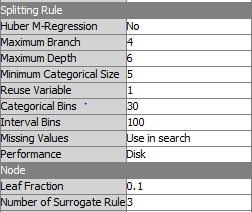 Splitting Rule
Huber M-Regression No
Maximum Branch 4
Maximum Depth 6
Minimum Categorical Size 5
Reuse Variable 1
Categorical Bins 30
Interval Bins 100
Missing Values Use in search
Performance Disk
Node
Leaf Fraction 0.1
Number of Surrogate Rule 3